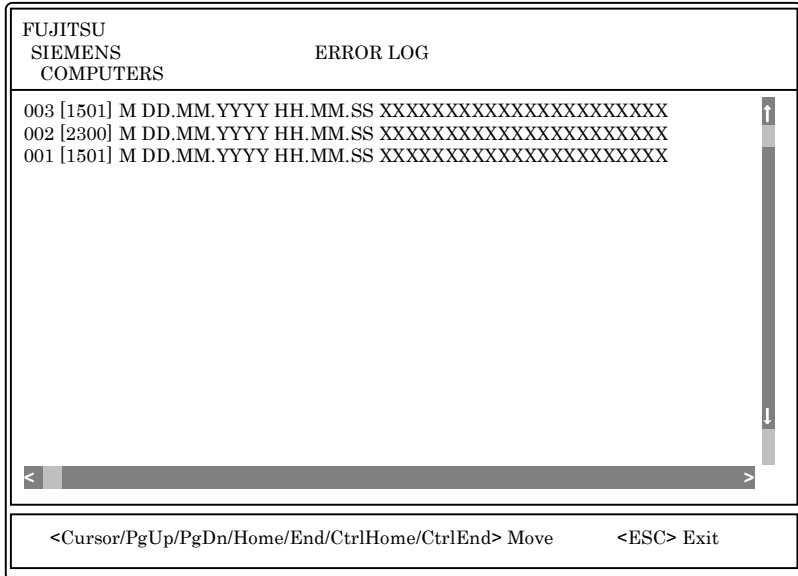 FUJITSU
SIEMENS ERROR LOG
COMPUTERS
003 [1501] M DD.MM.YYYY HH.MM.SS XXXXXXXXXXXXXXXXXXXXXX
002 [2300] M DD.MM.YYYY HH.MM.SS XXXXXXXXXXXXXXXXXXXXXX
001 [1501] M DD.MM.YYYY HH.MM.SS XXXXXXXXXXXXXXXXXXXXXX
< >
<Cursor/PgUp/PgDn/Home/End/CtrlHome/CtrlEnd> Move <ESC> Exit